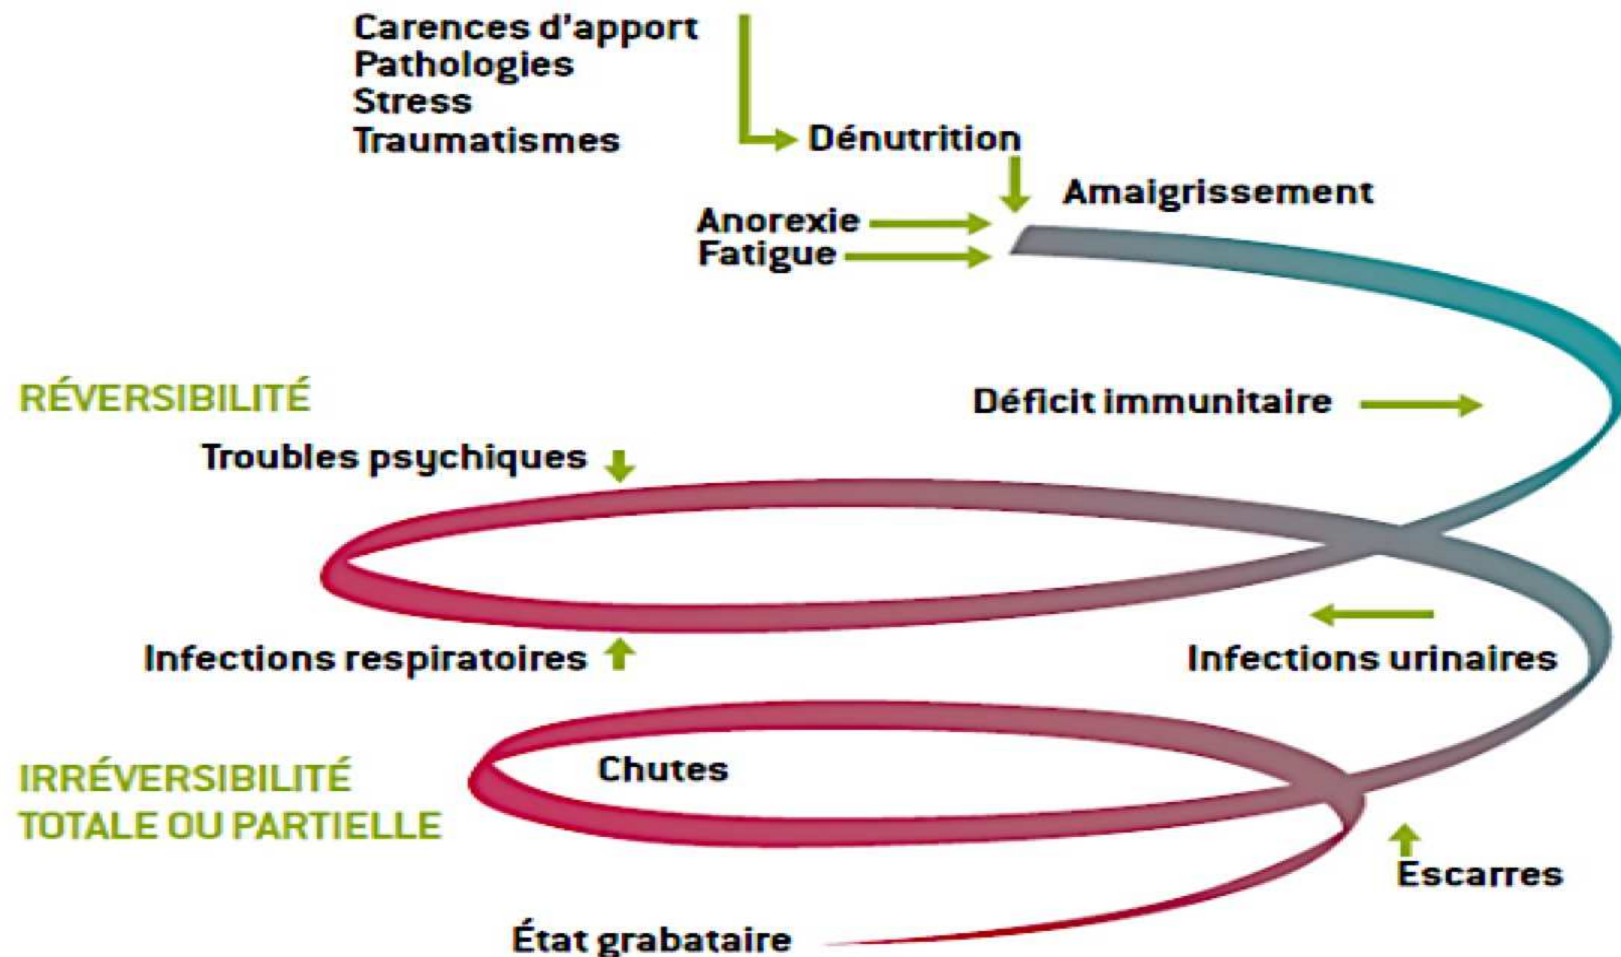 Carences d'apport
Pathologies
Stress
Traumatismes
Dénutrition
Amaigrissement
Anorexie
Fatigue
RÉVERSIBILITÉ
Déficit immunitaire
Troubles psychiques
Infections respiratoires
Infections urinaires
IRRÉVERSIBILITÉ
TOTALE OU PARTIELLE
Chutes
Escarres
État grabataire